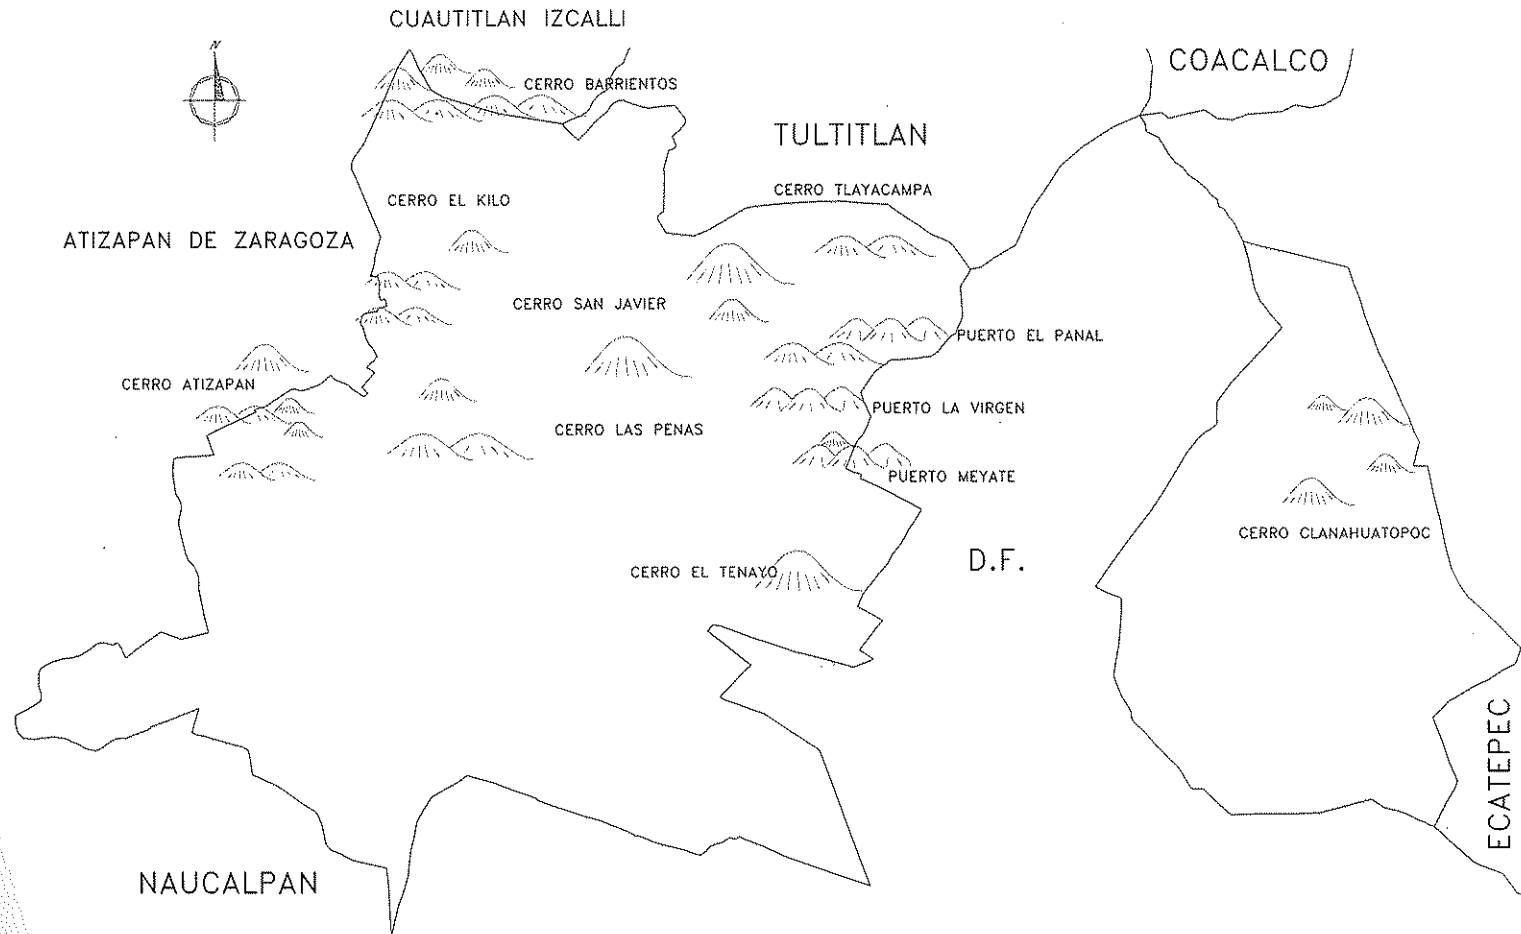 CUAUTITLAN IZCALLI
N
COACALCO
CERRO BARRIENTOS
TULTITLAN
CERRO TLAYACAMPA
CERRO EL KILO
ATIZAPAN DE ZARAGOZA
CERRO SAN JAVIER
PUERTO EL PANAL
CERRO ATIZAPAN
PUERTO LA VIRGEN
CERRO LAS PENAS
PUERTO MEYATE
CERRO CLANAHUATOPOC
D.F.
CERRO EL TENAYO
ECATEPEC
NAUCALPAN